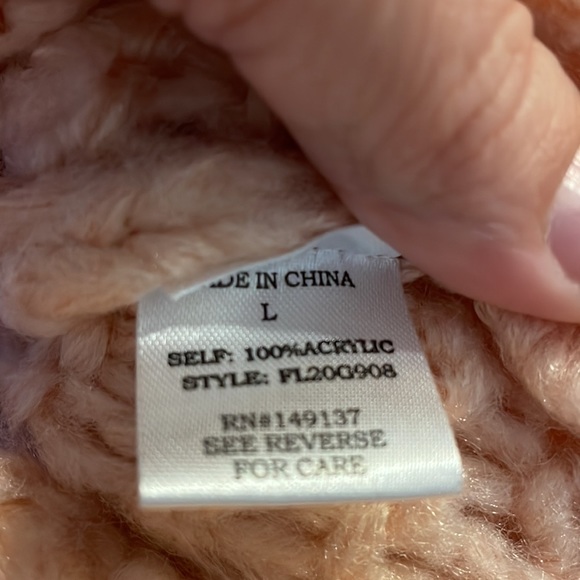 ADE IN CHINA
L
SELF: 100%ACRYLIC
STYLE: FL20G908
RN#149137
SEE REVERSE
FOR CARE